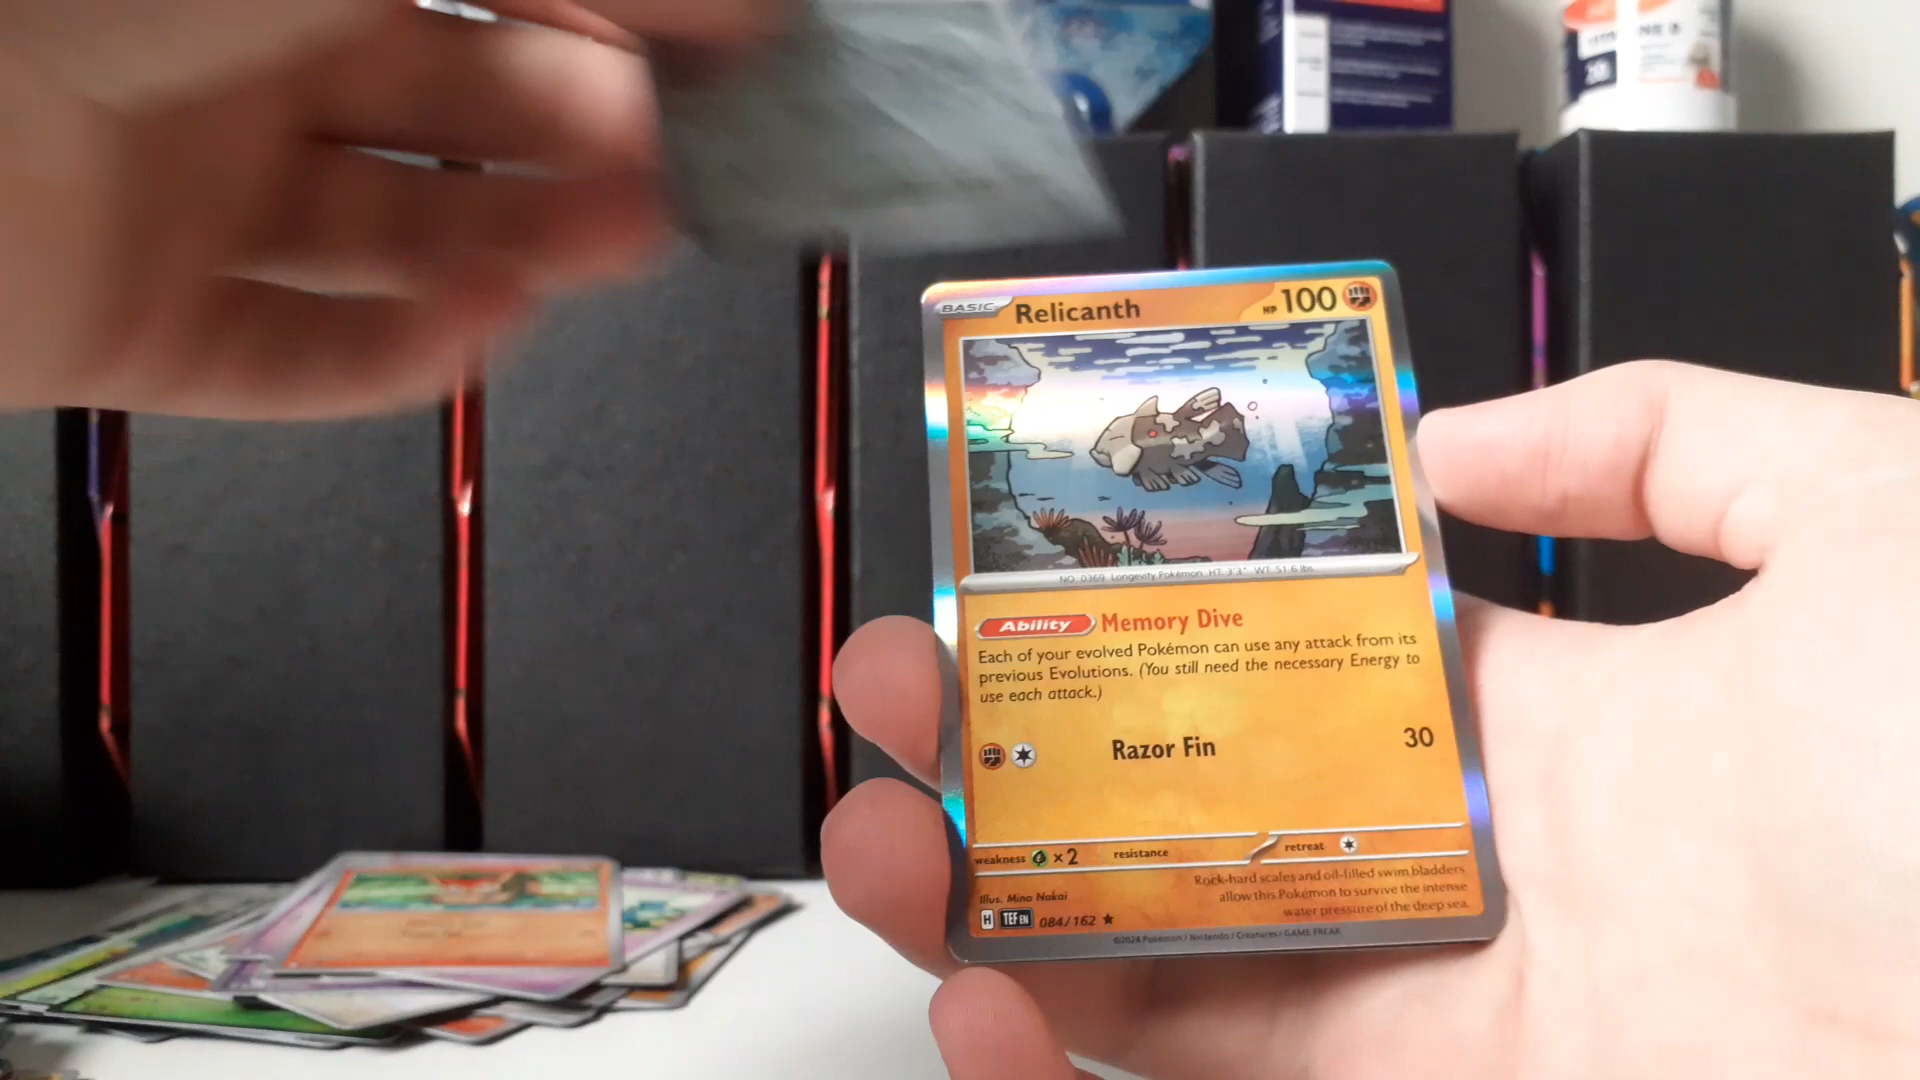 BASIC Relicanth HP 100
NO. 0369 Longevity Pokémon HT: 3'3" WT: 51.6 lbs.
Ability Memory Dive
Each of your evolved Pokémon can use any attack from its
previous Evolutions. (You still need the necessary Energy to
use each attack.)
Razor Fin 30
weakness ×2 resistance retreat
Rock-hard scales and oil-filled swim bladders
allow this Pokémon to survive the intense
water pressure of the deep sea.
Illus. Mina Nakai
H TEF EN 084/162 ★
©2024 Pokémon / Nintendo / Creatures / GAME FREAK